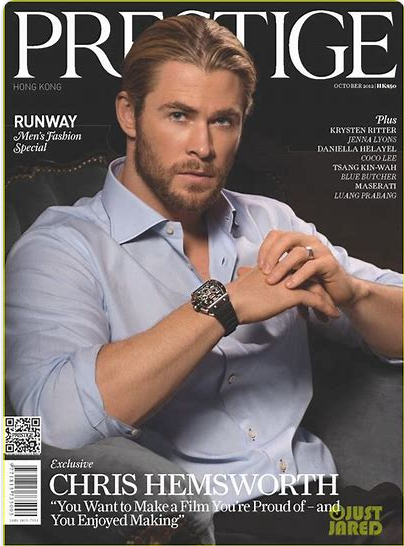 PRESTIGE
HONG KONG
OCTOBER 2012 | HK$50
RUNWAY
Men's Fashion
Special
Plus
KRYSTEN RITTER
JENNA LYONS
DANIELLA HELAYEL
COCO LEE
TSANG KIN-WAH
BLUE BUTCHER
MASERATI
LUANG PRABANG
PRESTIGE
Exclusive
CHRIS HEMSWORTH
“You Want to Make a Film You're Proud of – and
You Enjoyed Making”
JUST
JARED